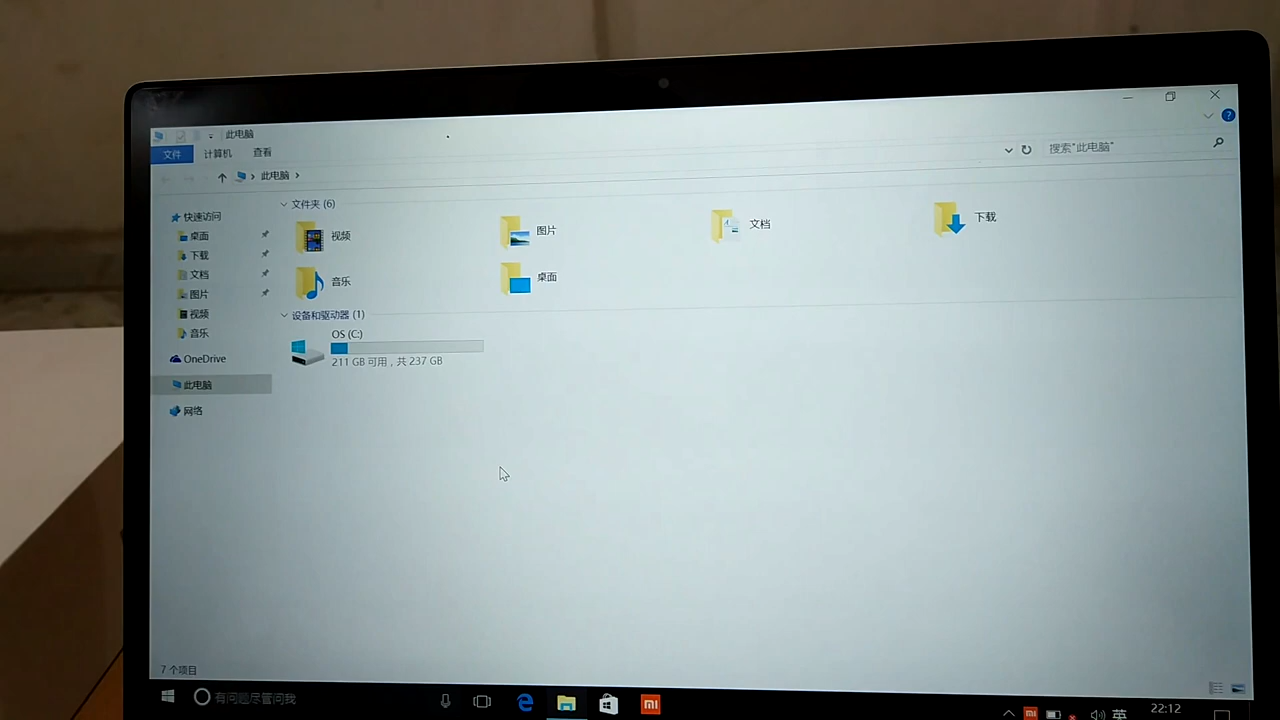 此电脑
文件 计算机 查看
此电脑
搜索"此电脑"
快速访问
桌面
下载
文档
图片
视频
音乐
OneDrive
此电脑
网络
文件夹 (6)
视频
图片
文档
下载
音乐
桌面
设备和驱动器 (1)
OS (C:)
211 GB 可用，共 237 GB
7 个项目
有问题尽管问我
mi
mi
英
22:12